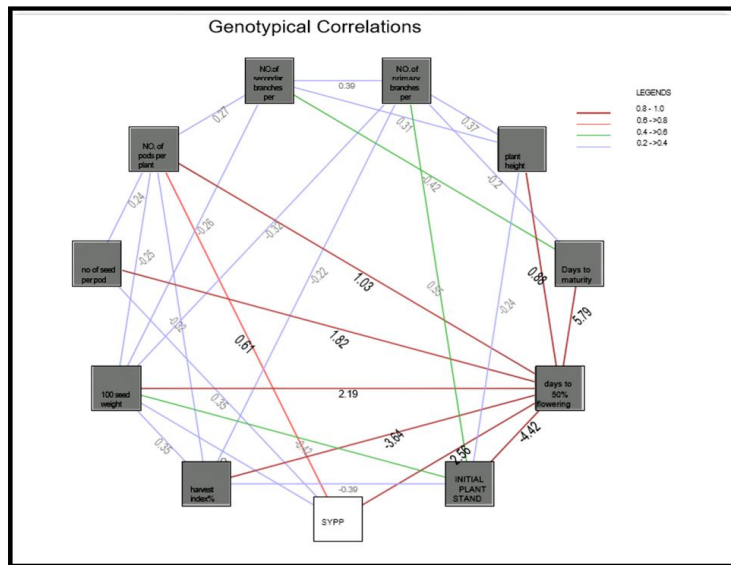 Genotypical Correlations
NO.of
secondar
branches
per
NO.of
primary
branches
per
LEGENDS
0.8 - 1.0
0.6 ->0.8
0.4 ->0.6
0.2 ->0.4
0.39
0.27
0.31
0.37
NO. of
pods per
plant
plant
height
-0.42
-0.2
0.24
-0.26
-0.32
-0.25
-0.22
no of seed
per pod
Days to
maturity
1.03
0.88
0.55
-0.24
5.79
0.61
1.82
100 seed
weight
2.19
days to
50%
flowering
0.35
0.35
-0.42
-3.64
2.56
-4.42
harvest
index%
-0.39
INITIAL
PLANT
STAND
SYPP